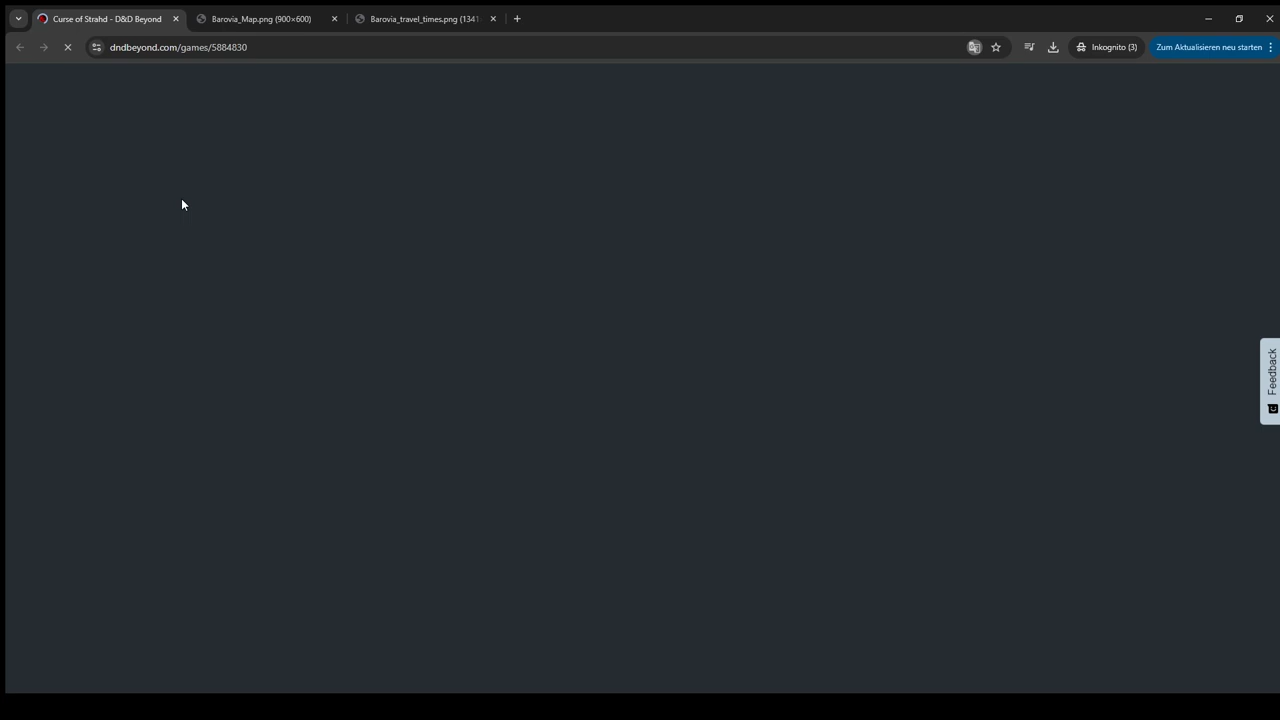 Curse of Strahd - D&D Beyond
Barovia_Map.png (900×600)
Barovia_travel_times.png (1341
dndbeyond.com/games/5884830
Inkognito (3)
Zum Aktualisieren neu starten
Feedback